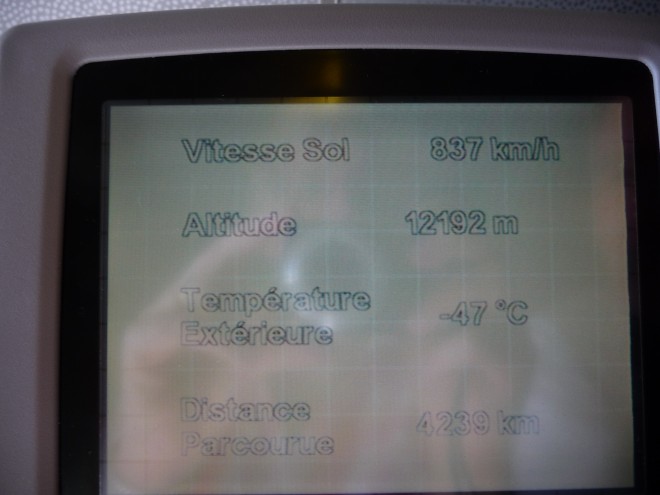 Vitesse Sol 837 km/h
Altitude 12192 m
Température
Extérieure -47 °C
Distance
Parcourue 4239 km